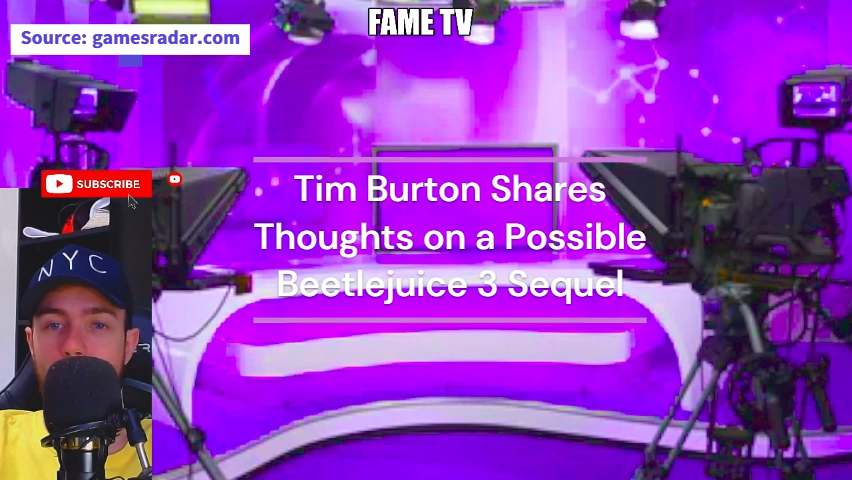 FAME TV
Source: gamesradar.com
SUBSCRIBE
Tim Burton Shares
Thoughts on a Possible
Beetlejuice 3 Sequel
NYC